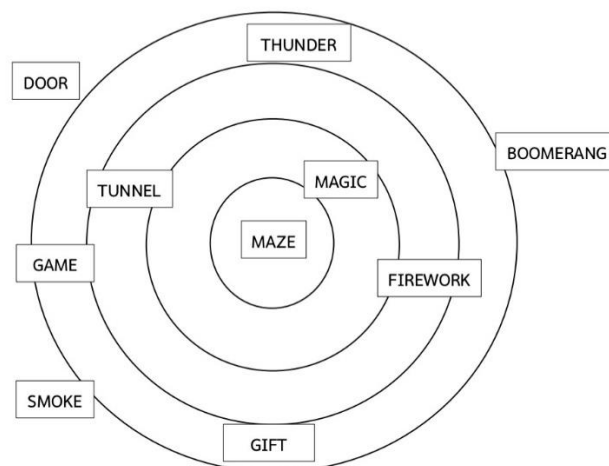 THUNDER
DOOR
BOOMERANG
MAGIC
TUNNEL
MAZE
GAME
FIREWORK
SMOKE
GIFT